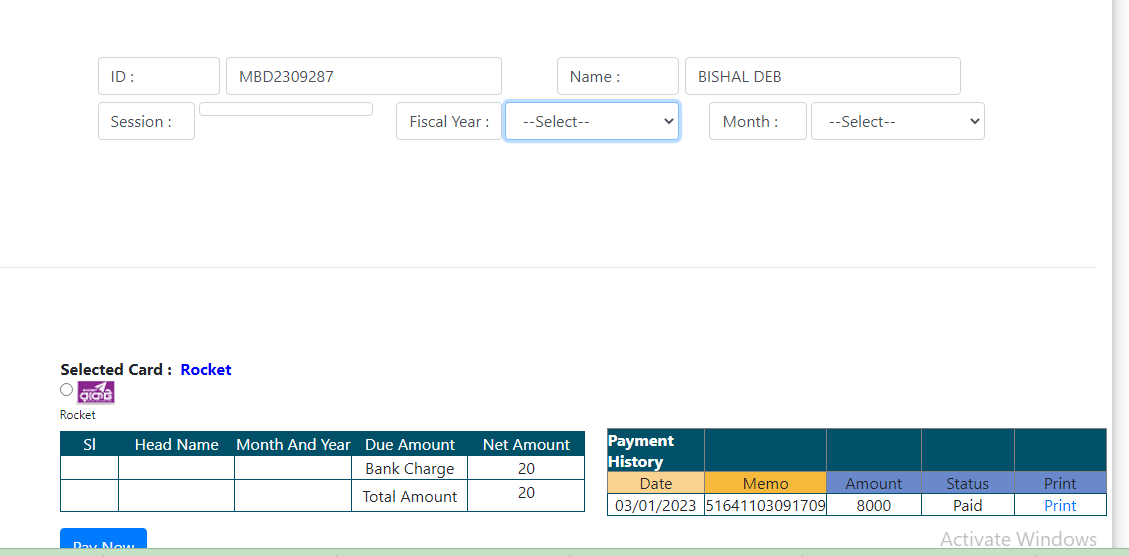 ID : MBD2309287 Name : BISHAL DEB
Session : Fiscal Year : --Select-- Month : --Select--
Selected Card : Rocket
রকেট
Rocket
Sl Head Name Month And Year Due Amount Net Amount
Bank Charge 20
Total Amount 20
Payment
History
Date Memo Amount Status Print
03/01/2023 51641103091709 8000 Paid Print
Pay Now
Activate Windows